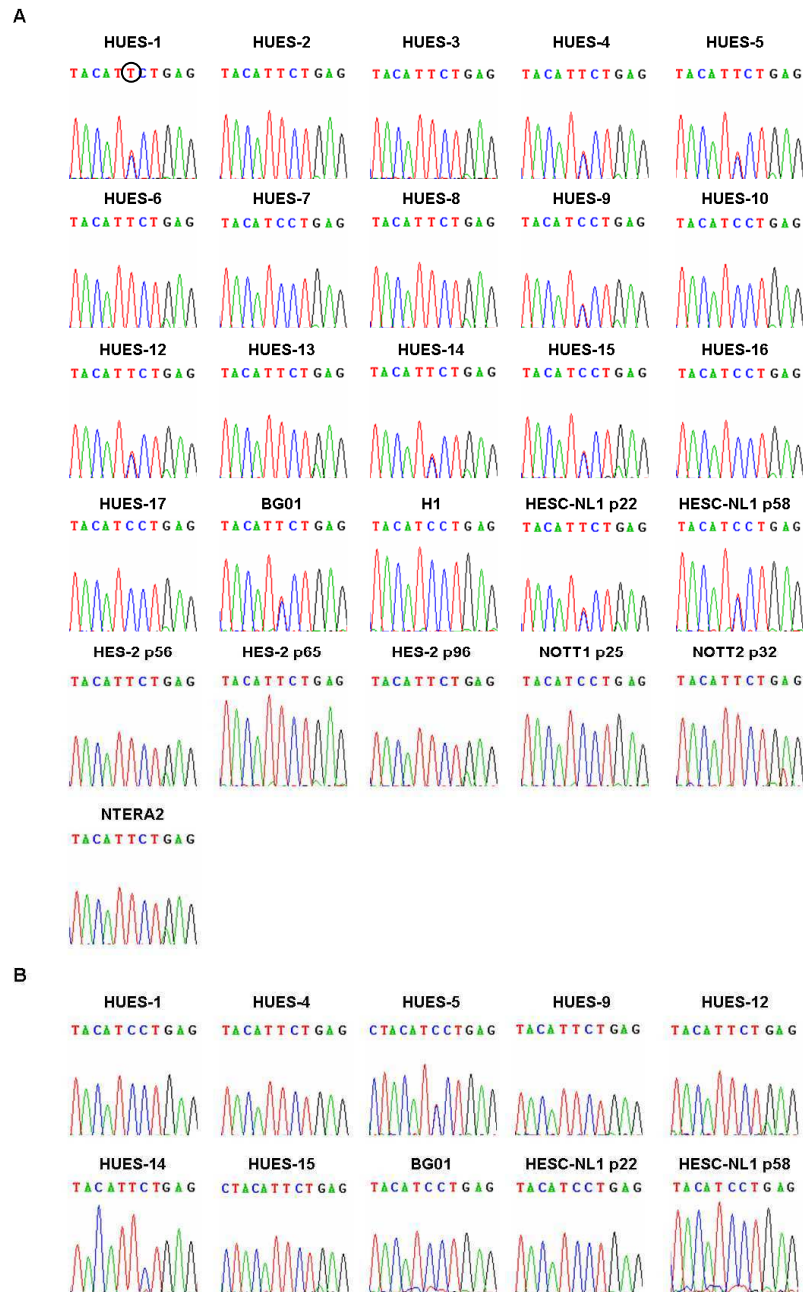 A
HUES-1 HUES-2 HUES-3 HUES-4 HUES-5
TACATTCTGAG TACATTCTGAG TACATTCTGAG TACATTCTGAG TACATTCTGAG
HUES-6 HUES-7 HUES-8 HUES-9 HUES-10
TACATTCTGAG TACATCCTGAG TACATTCTGAG TACATCCTGAG TACATCCTGAG
HUES-12 HUES-13 HUES-14 HUES-15 HUES-16
TACATTCTGAG TACATTCTGAG TACATTCTGAG TACATCCTGAG TACATCCTGAG
HUES-17 BG01 H1 HESC-NL1 p22 HESC-NL1 p58
TACATCCTGAG TACATTCTGAG TACATCCTGAG TACATTCTGAG TACATCCTGAG
HES-2 p56 HES-2 p65 HES-2 p96 NOTT1 p25 NOTT2 p32
TACATTCTGAG TACATTCTGAG TACATTCTGAG TACATCCTGAG TACATTCTGAG
NTERA2
TACATTCTGAG
B
HUES-1 HUES-4 HUES-5 HUES-9 HUES-12
TACATCCTGAG TACATTCTGAG CTACATCCTGAG TACATTCTGAG TACATTCTGAG
HUES-14 HUES-15 BG01 HESC-NL1 p22 HESC-NL1 p58
TACATTCTGAG CTACATTCTGAG TACATCCTGAG TACATCCTGAG TACATCCTGAG